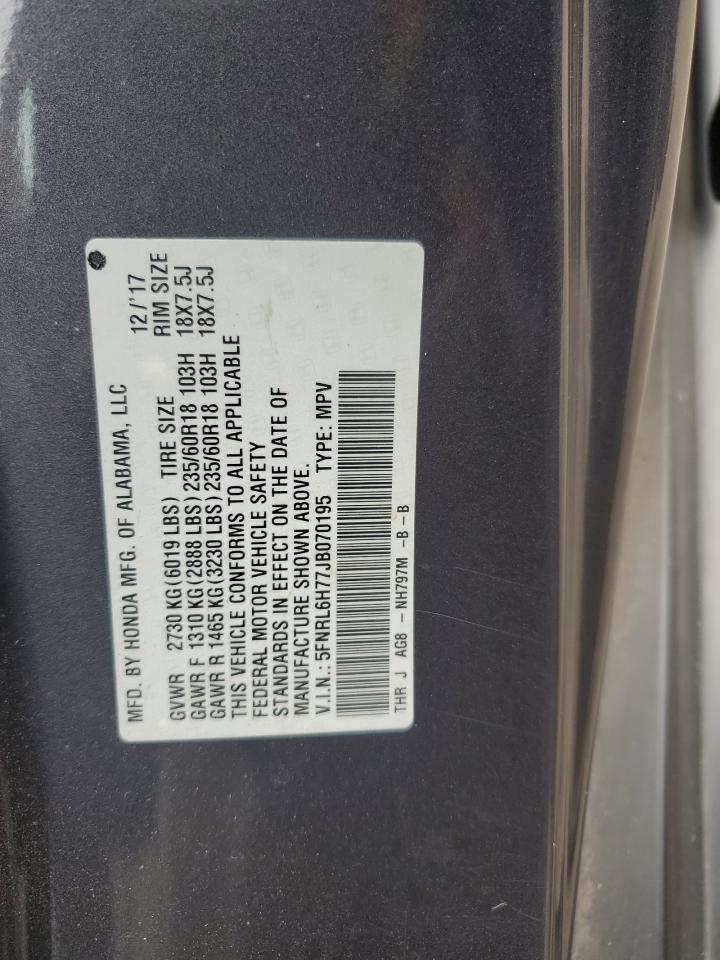 MFD. BY HONDA MFG. OF ALABAMA, LLC 12/'17
GVWR 2730 KG(6019 LBS) TIRE SIZE RIM SIZE
GAWR F 1310 KG(2888 LBS) 235/60R18 103H 18X7.5J
GAWR R 1465 KG(3230 LBS) 235/60R18 103H 18X7.5J
THIS VEHICLE CONFORMS TO ALL APPLICABLE
FEDERAL MOTOR VEHICLE SAFETY
STANDARDS IN EFFECT ON THE DATE OF
MANUFACTURE SHOWN ABOVE.
V.I.N.: 5FNRL6H77JB070195 TYPE: MPV
THR J AG8 - NH797M -B-B